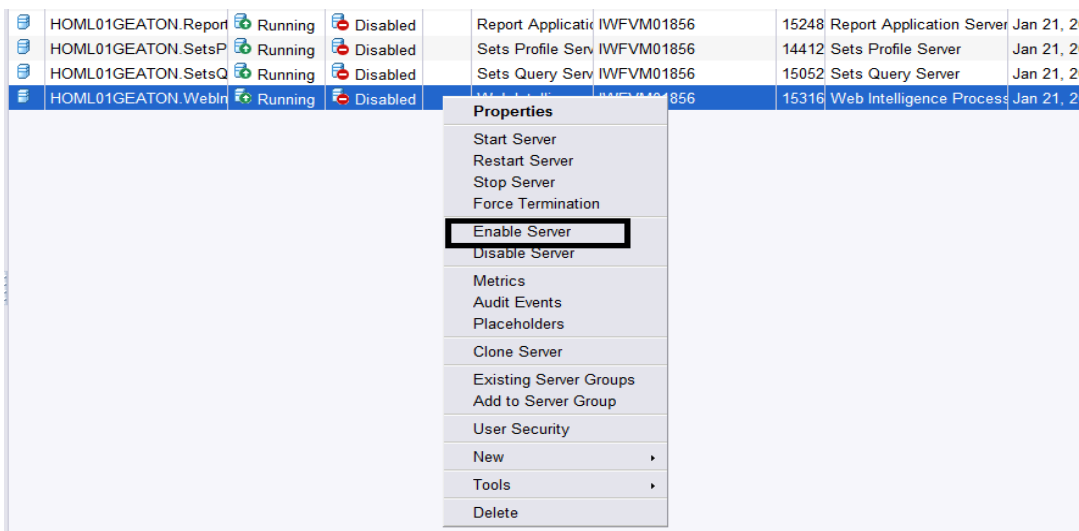 HOML01GEATON.Report Running Disabled Report Applicatic IWFVM01856 15248 Report Application Server Jan 21, 2
HOML01GEATON.SetsP Running Disabled Sets Profile Serv IWFVM01856 14412 Sets Profile Server Jan 21, 2
HOML01GEATON.SetsQ Running Disabled Sets Query Serv IWFVM01856 15052 Sets Query Server Jan 21, 2
HOML01GEATON.WebIn Running Disabled IWFVM01856 15316 Web Intelligence Process Jan 21, 2
Properties
Start Server
Restart Server
Stop Server
Force Termination
Enable Server
Disable Server
Metrics
Audit Events
Placeholders
Clone Server
Existing Server Groups
Add to Server Group
User Security
New
Tools
Delete